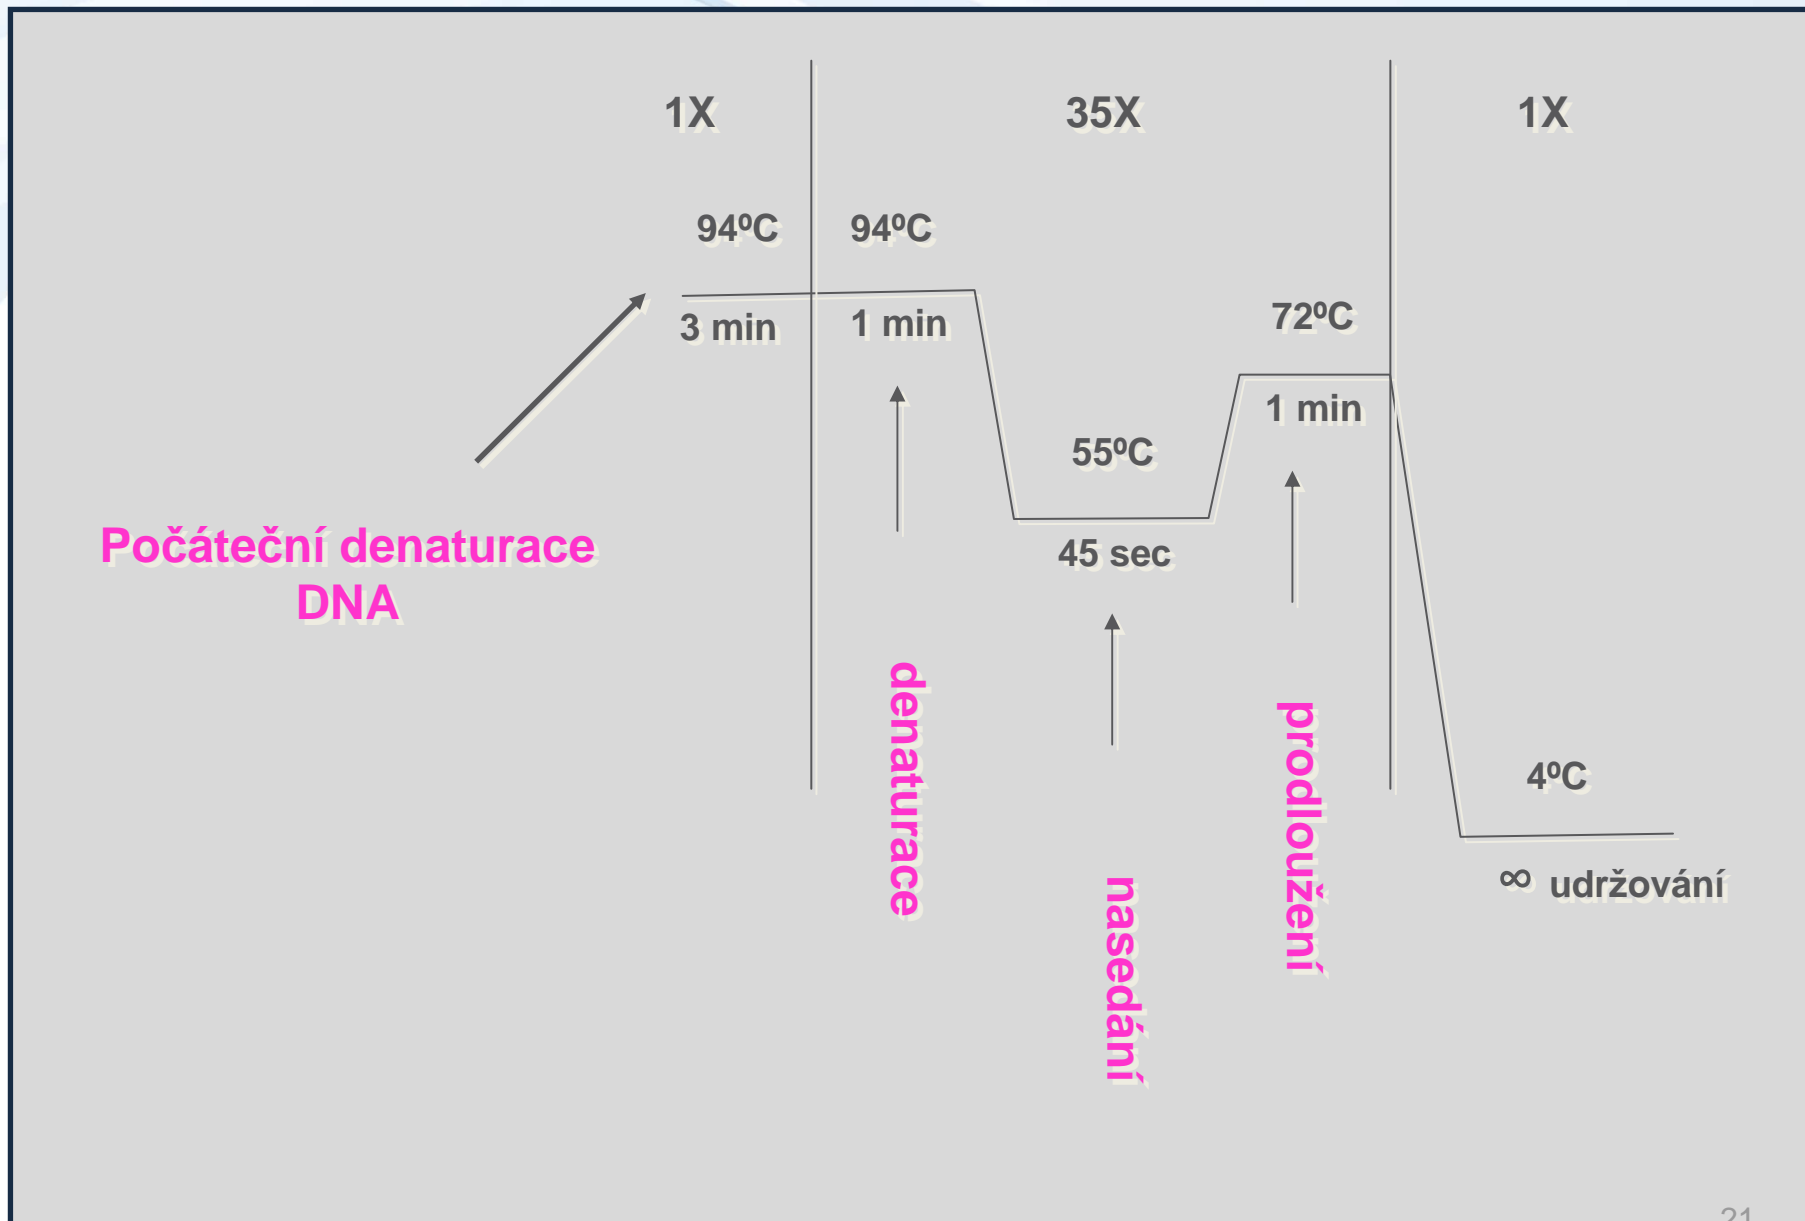 1X
35X
1X
94ºC
94ºC
3 min
1 min
72ºC
1 min
55ºC
45 sec
Počáteční denaturace
DNA
denaturace
nasedání
prodloužení
4ºC
∞ udržování
21